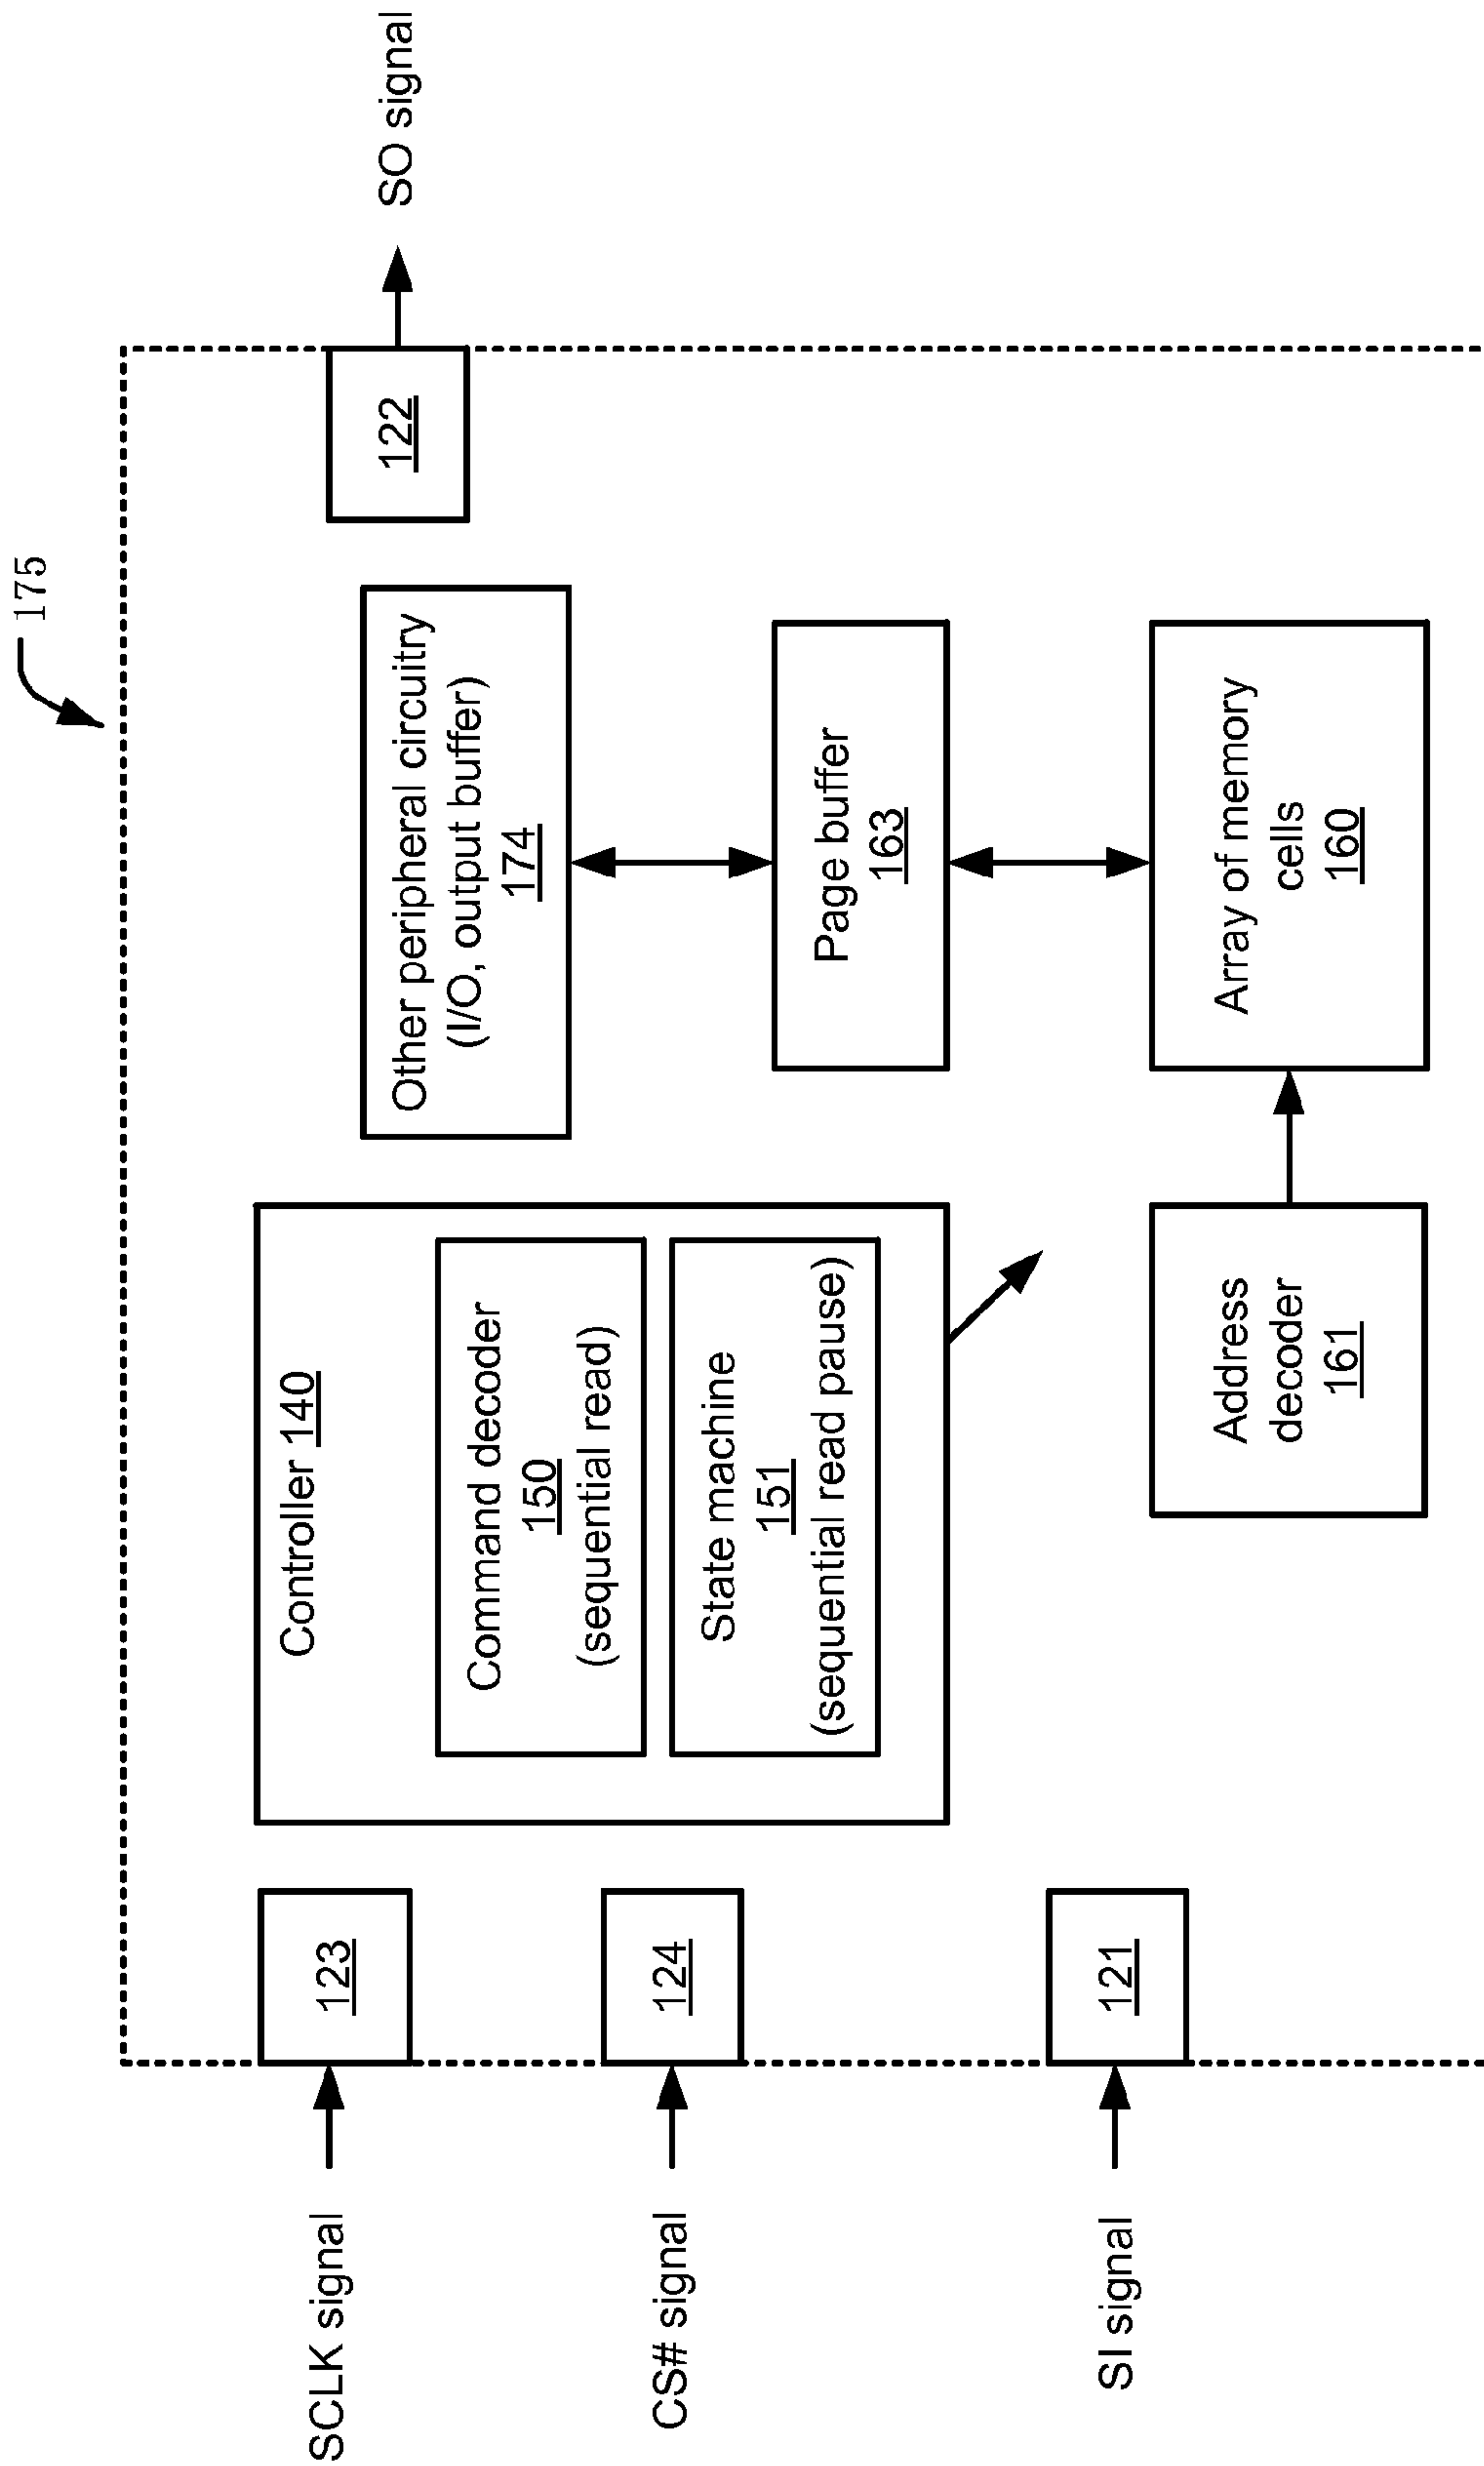 175
SCLK signal
123
CS# signal
124
SI signal
121
Controller 140
Command decoder
150
(sequential read)
State machine
151
(sequential read pause)
Address
decoder
161
Other peripheral circuitry
(I/O, output buffer)
174
Page buffer
163
Array of memory
cells
160
122
SO signal